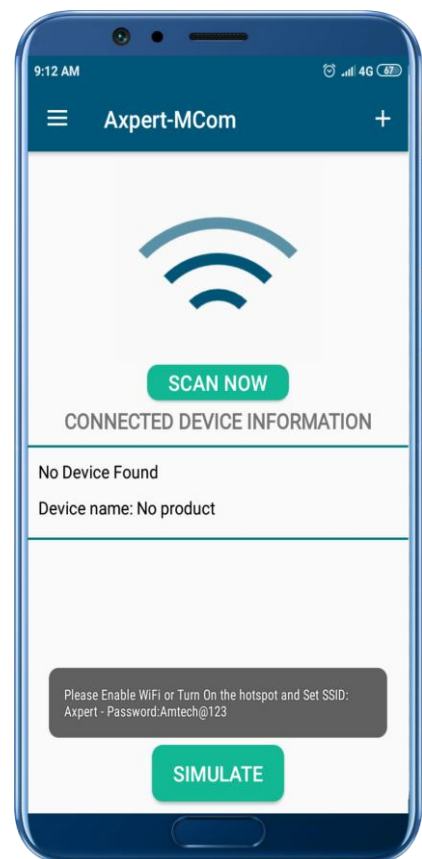 9:12 AM 4G 67
Axpert-MCom +
SCAN NOW
CONNECTED DEVICE INFORMATION
No Device Found
Device name: No product
Please Enable WiFi or Turn On the hotspot and Set SSID:
Axpert - Password:Amtech@123
SIMULATE